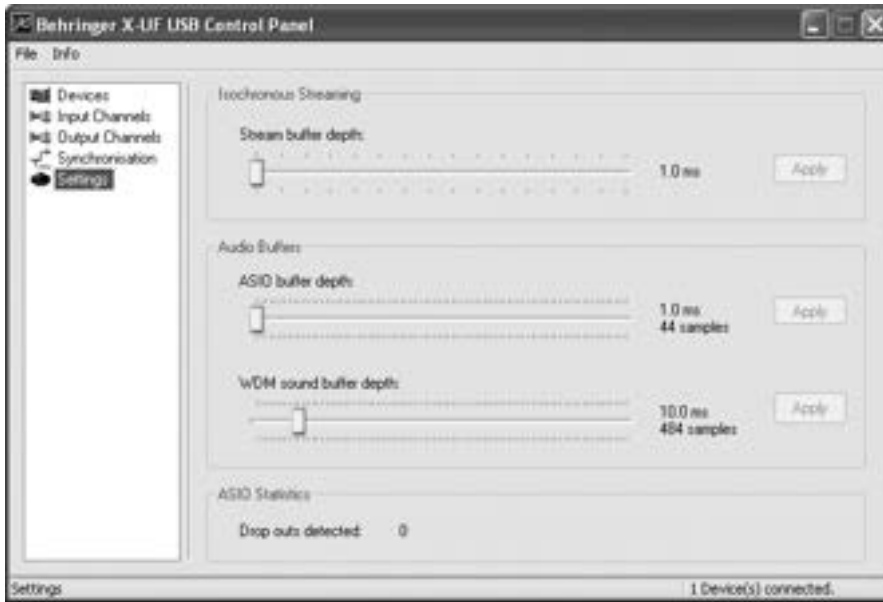 Behringer X-UF USB Control Panel
File Info
Devices
Input Channels
Output Channels
Synchronisation
Settings
Isochronous Streaming
Stream buffer depth:
1.0 ms
Apply
Audio Buffers
ASIO buffer depth:
1.0 ms
44 samples
Apply
WDM sound buffer depth:
10.0 ms
484 samples
Apply
ASIO Statistics
Drop outs detected: 0
Settings
1 Device(s) connected.